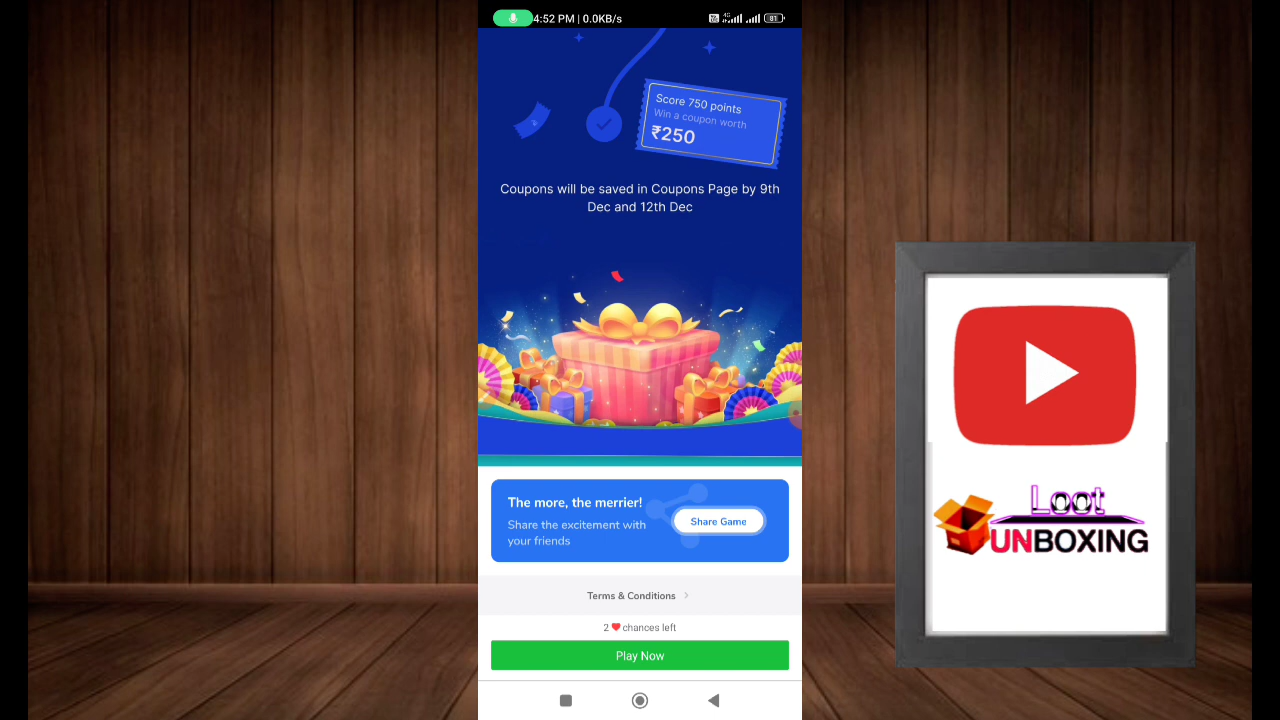 4:52 PM | 0.0KB/s
4G
81
Score 750 points
Win a coupon worth
₹250
Coupons will be saved in Coupons Page by 9th
Dec and 12th Dec
The more, the merrier!
Share the excitement with
your friends
Share Game
Terms & Conditions
2 ❤ chances left
Play Now
Loot
UNBOXING